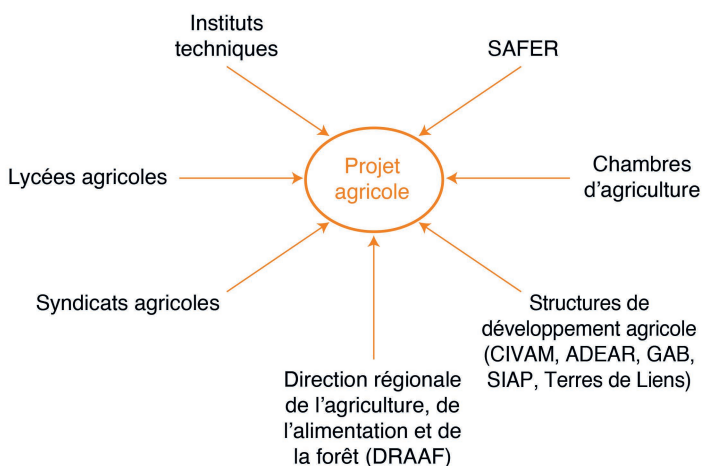 Instituts
techniques
SAFER
Projet
agricole
Lycées agricoles
Chambres
d’agriculture
Syndicats agricoles
Structures de
développement agricole
(CIVAM, ADEAR, GAB,
SIAP, Terres de Liens)
Direction régionale
de l’agriculture, de
l’alimentation et de
la forêt (DRAAF)